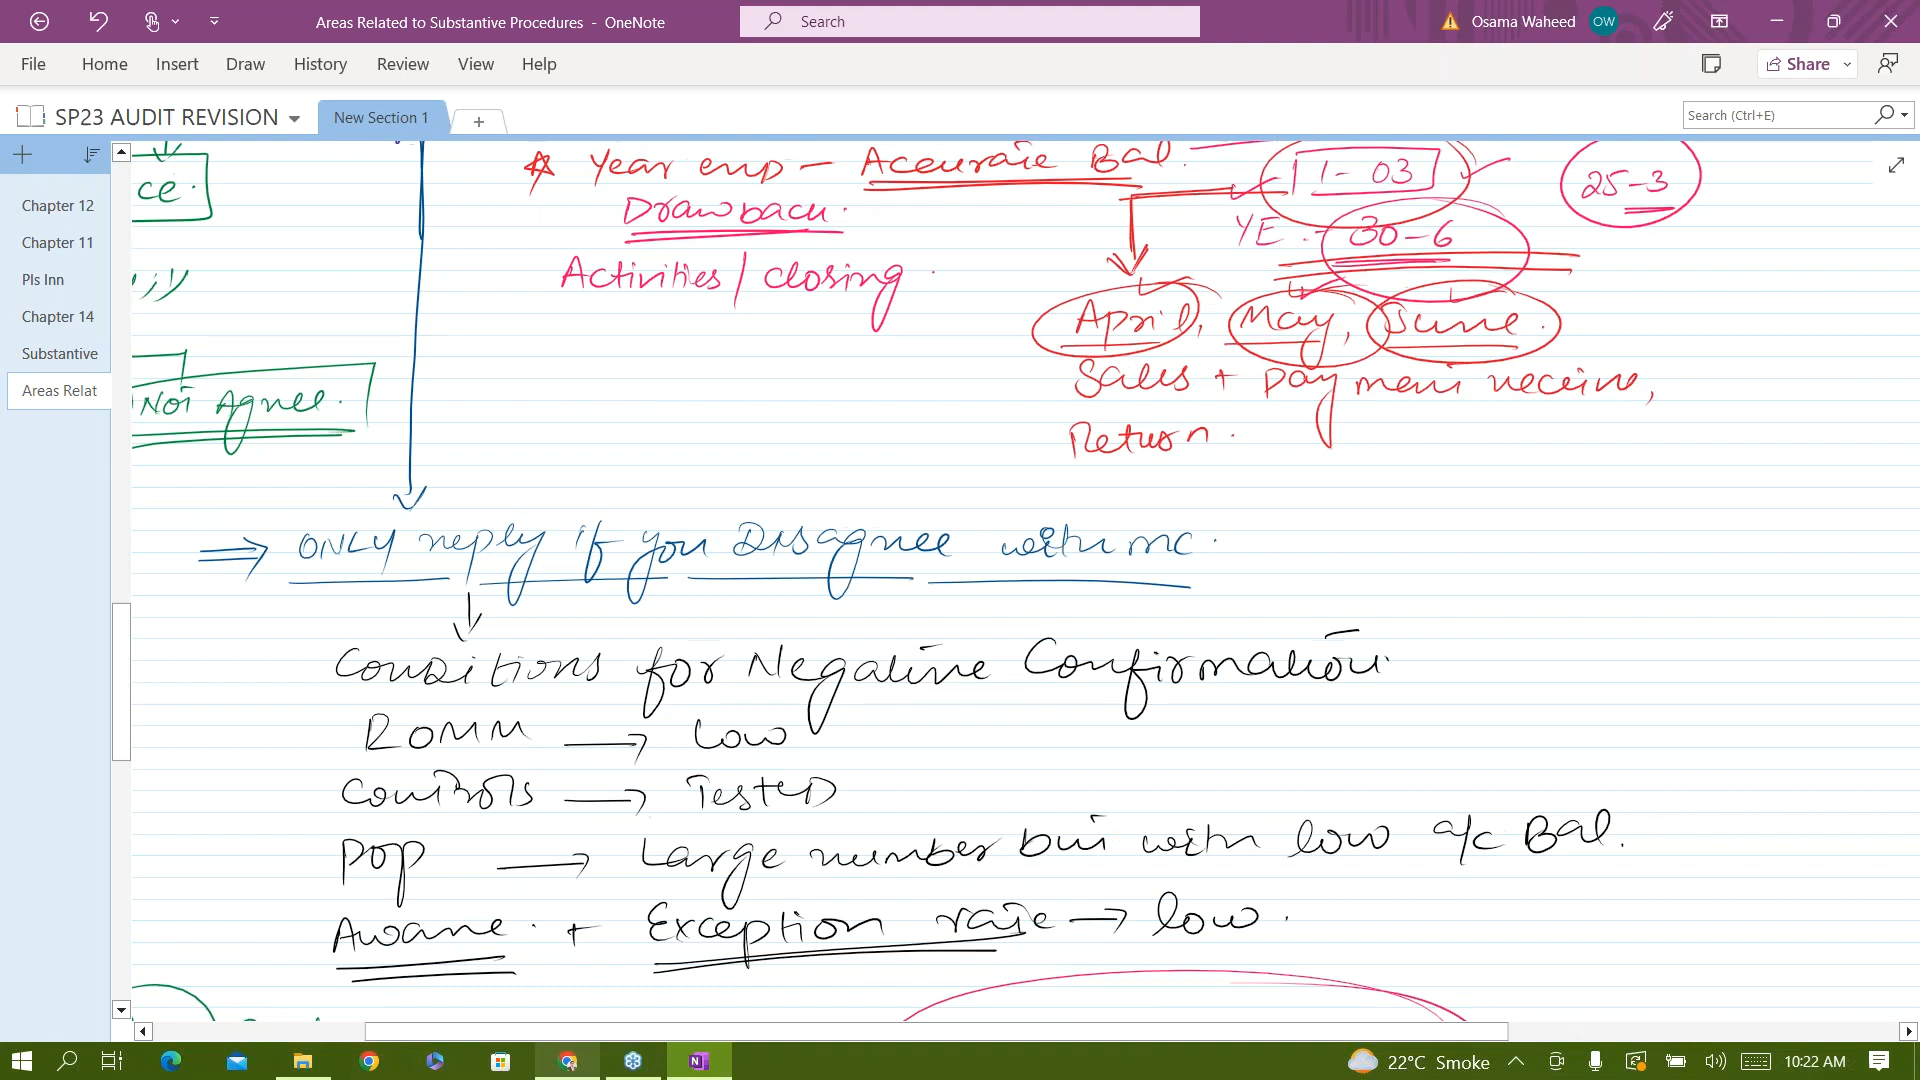 Areas Related to Substantive Procedures - OneNote
Search
Osama Waheed
OW
File
Home
Insert
Draw
History
Review
View
Help
Share
SP23 AUDIT REVISION
New Section 1
Search (Ctrl+E)
Chapter 12
Chapter 11
PIs Inn
Chapter 14
Substantive
Areas Relat
ce.
Not Agree.
Year end - Accurate Bal.
Drawback.
Activities / closing
1-03
25-3
YE.
30-6
April, May, June.
Sales + payment receive,
Return.
⇒ ONLY reply if you Disagree with me.
Conditions for Negative Confirmation.
ROMM → Low
Controls → Tested
Pop → Large number but with low a/c Bal.
Aware. + Exception rate → low.
22°C Smoke
10:22 AM